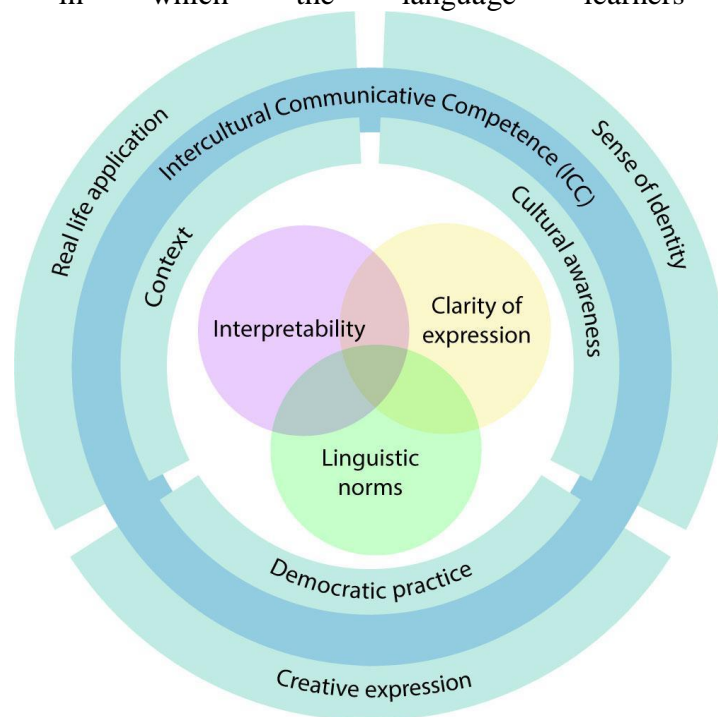 in which the language learners
Real life application
Intercultural Communicative Competence (ICC)
Sense of Identity
Context
Cultural awareness
Interpretability
Clarity of
expression
Linguistic
norms
Democratic practice
Creative expression